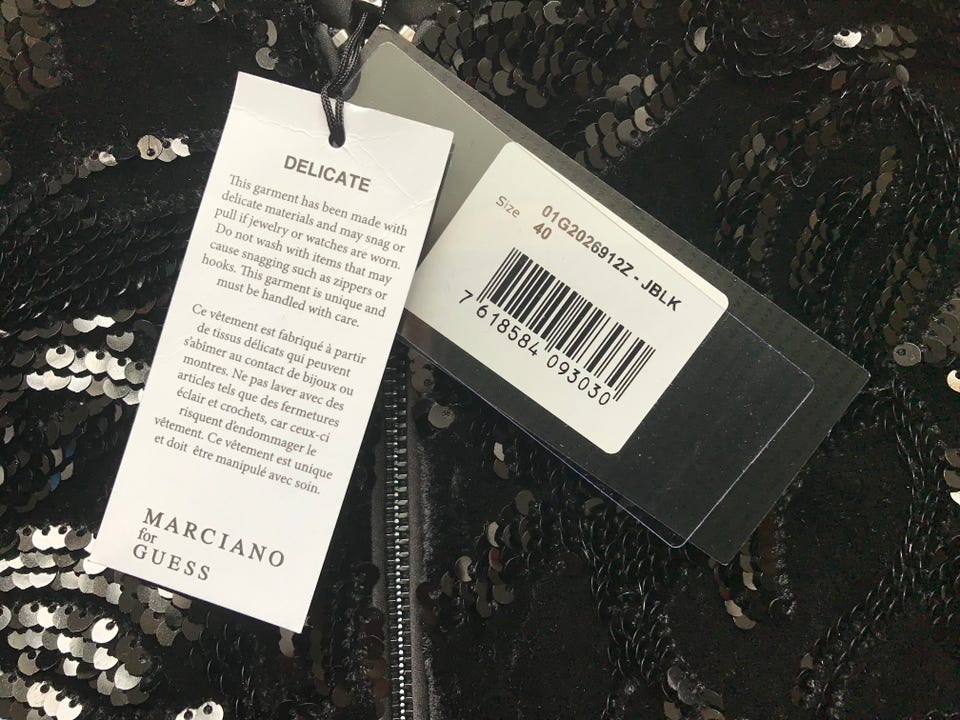 DELICATE
This garment has been made with
delicate materials and may snag or
pull if jewelry or watches are worn.
Do not wash with items that may
cause snagging such as zippers or
hooks. This garment is unique and
must be handled with care.
Ce vêtement est fabriqué à partir
de tissus délicats qui peuvent
s'abîmer au contact de bijoux ou
montres. Ne pas laver avec des
articles tels que des fermetures
éclair et crochets, car ceux-ci
risquent d'endommager le
vêtement. Ce vêtement est unique
et doit être manipulé avec soin.
MARCIANO
for
GUESS
01G2026912Z - JBLK
Size 40
7 618584 093030